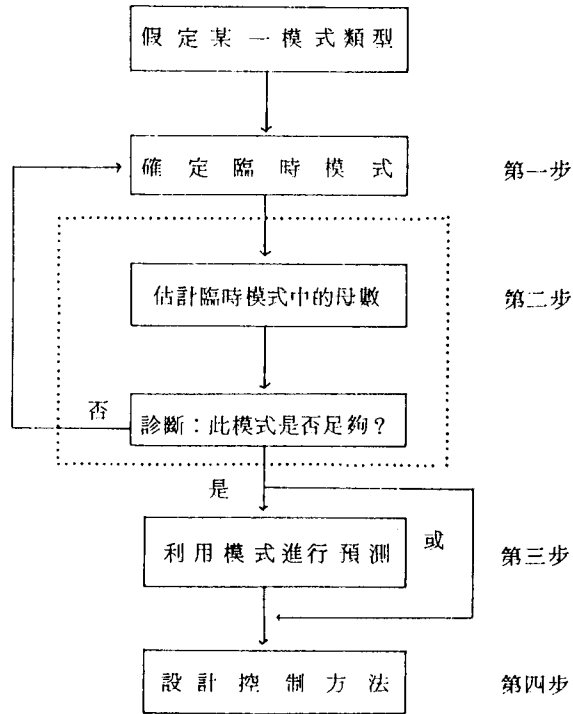 假定某一模式類型
確定臨時模式
第一步
估計臨時模式中的母數
第二步
否
診斷：此模式是否足夠？
是
利用模式進行預測
或
第三步
設計控制方法
第四步